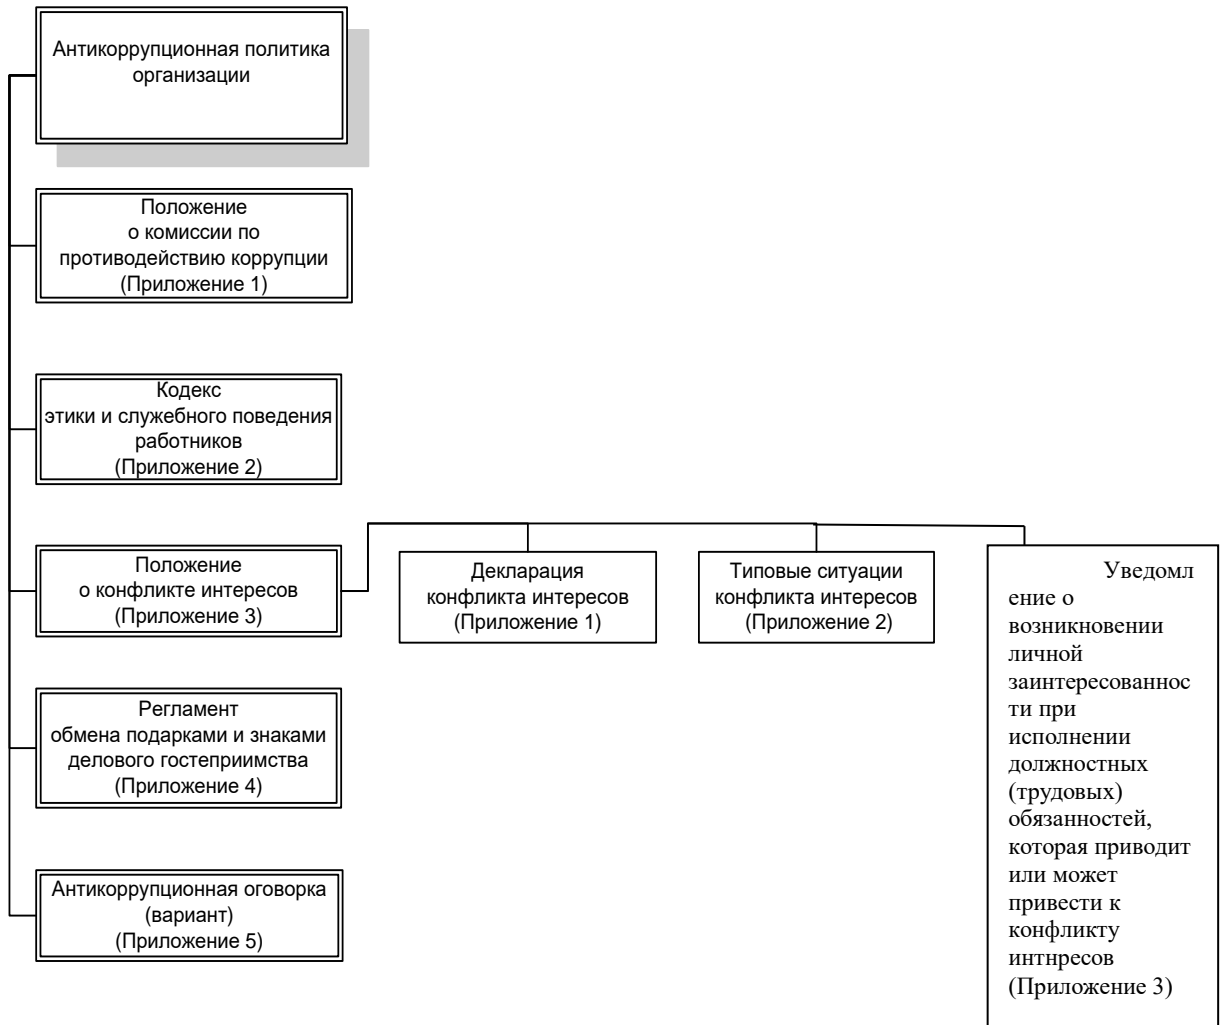 Антикоррупционная политика
организации
Положение
о комиссии по
противодействию коррупции
(Приложение 1)
Кодекс
этики и служебного поведения
работников
(Приложение 2)
Положение
о конфликте интересов
(Приложение 3)
Декларация
конфликта интересов
(Приложение 1)
Типовые ситуации
конфликта интересов
(Приложение 2)
Уведомл
ение о
возникновении
личной
заинтересованнос
ти при
исполнении
должностных
(трудовых)
обязанностей,
которая приводит
или может
привести к
конфликту
интнресов
(Приложение 3)
Регламент
обмена подарками и знаками
делового гостеприимства
(Приложение 4)
Антикоррупционная оговорка
(вариант)
(Приложение 5)